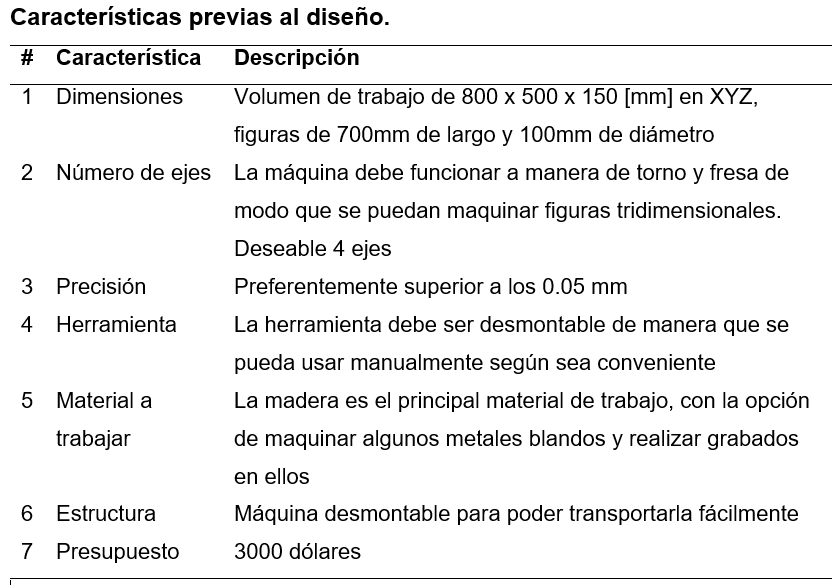 Características previas al diseño.
# Característica Descripción
1 Dimensiones Volumen de trabajo de 800 x 500 x 150 [mm] en XYZ,
figuras de 700mm de largo y 100mm de diámetro
2 Número de ejes La máquina debe funcionar a manera de torno y fresa de
modo que se puedan maquinar figuras tridimensionales.
Deseable 4 ejes
3 Precisión Preferentemente superior a los 0.05 mm
4 Herramienta La herramienta debe ser desmontable de manera que se
pueda usar manualmente según sea conveniente
5 Material a La madera es el principal material de trabajo, con la opción
trabajar de maquinar algunos metales blandos y realizar grabados
en ellos
6 Estructura Máquina desmontable para poder transportarla fácilmente
7 Presupuesto 3000 dólares